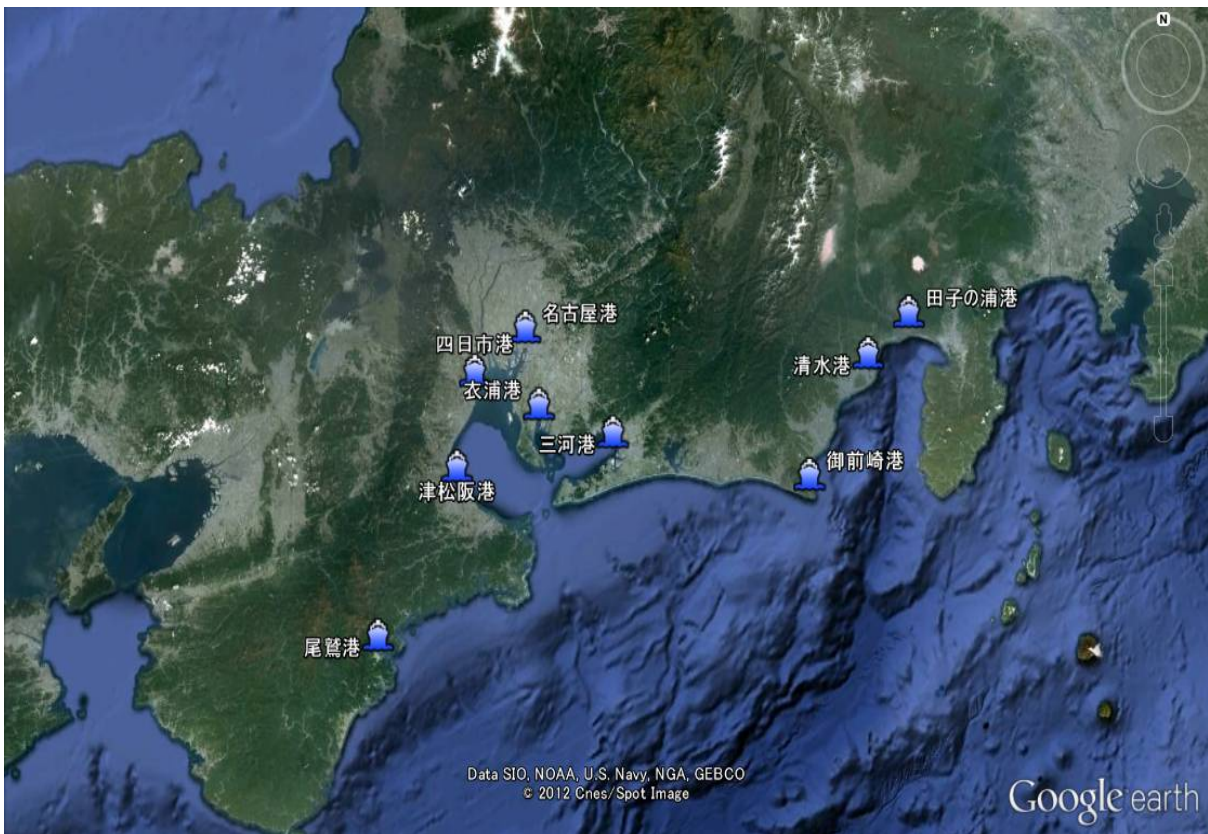 N
田子の浦港
名古屋港
四日市港
清水港
衣浦港
三河港
御前崎港
津松阪港
尾鷲港
Data SIO, NOAA, U.S. Navy, NGA, GEBCO
© 2012 Cnes/Spot Image
Google earth